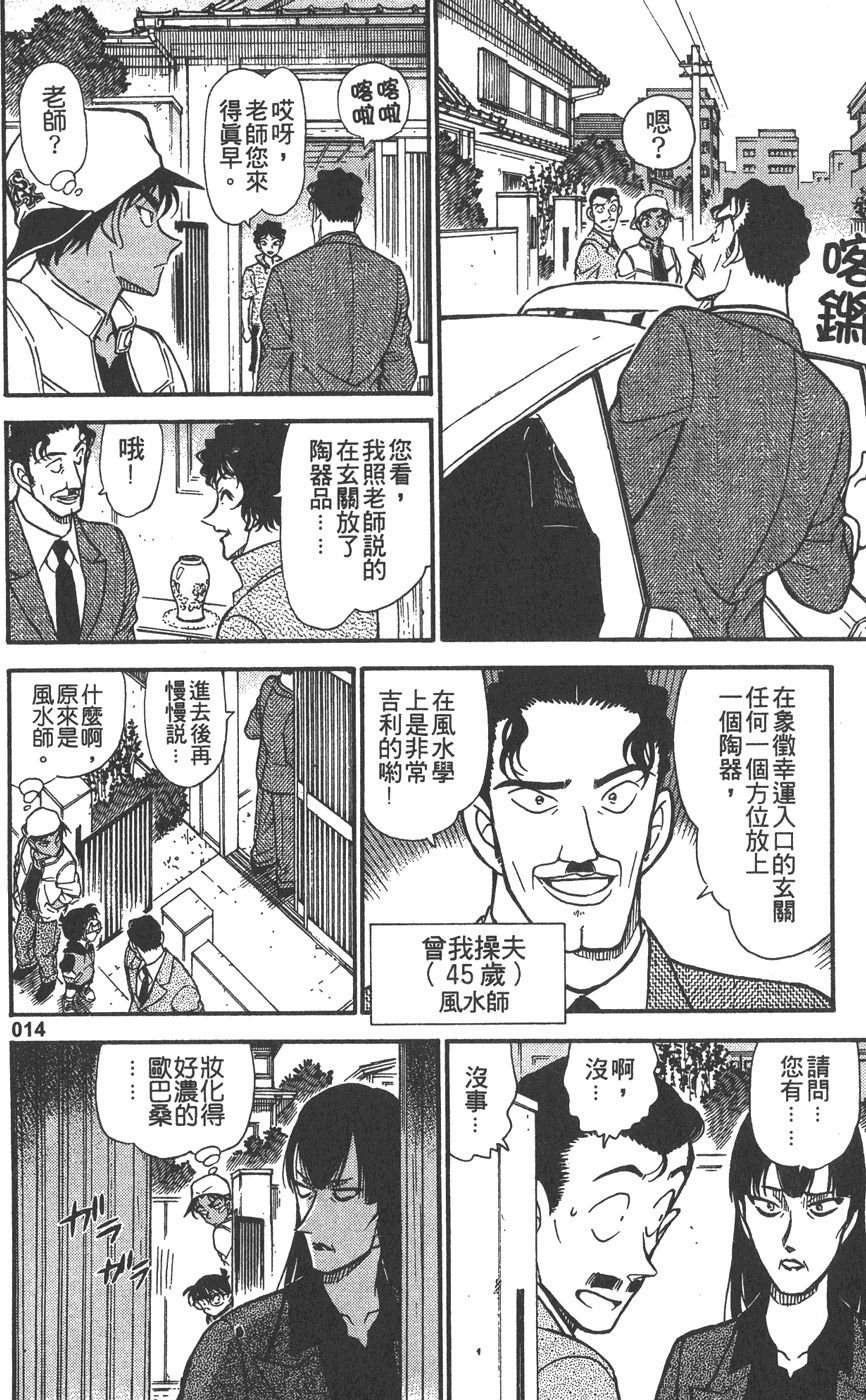 嗯？
喀
鏘
喀啦
喀啦
哎呀，
老師您來
得眞早。
老師？
您看，
我照老師說的
在玄關放了
陶器品……
哦！
在象徵幸運入口的玄關
任何一個方位放上
一個陶器，
在風水學
上是非常
吉利的喲！
曾我操夫
（45歲）
風水師
進去後再
慢慢說…
什麼啊，
原來是
風水師。
014
請問…
您有……
啊，
沒…
沒事…
妝化得
好濃的
歐巴桑
……
ガラ
ガラ